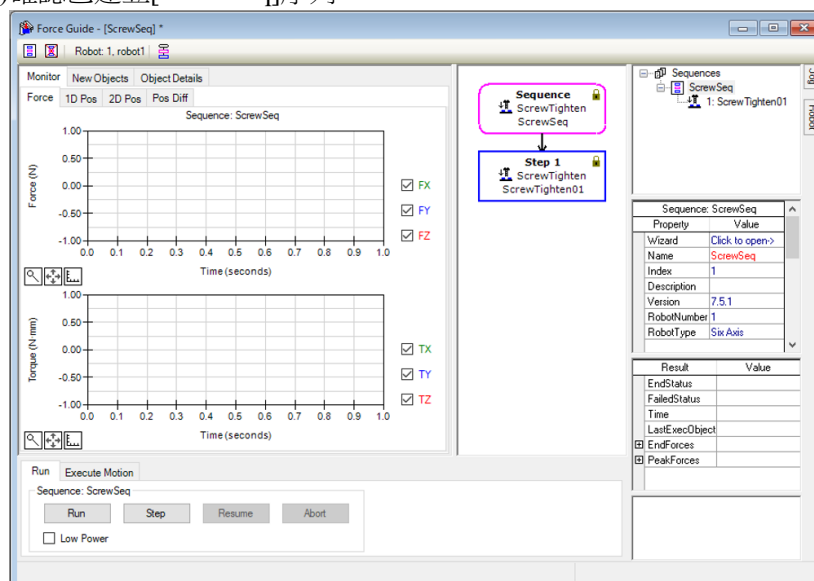 Force Guide - [ScrewSeq] *
Robot: 1, robot1
Monitor New Objects Object Details
Force 1D Pos 2D Pos Pos Diff
Sequence: ScrewSeq
1.00
0.50
0.00
-0.50
-1.00
Force (N)
0.0 0.1 0.2 0.3 0.4 0.5 0.6 0.7 0.8 0.9 1.0
Time (seconds)
FX
FY
FZ
1.00
0.50
0.00
-0.50
-1.00
Torque (N·mm)
0.0 0.1 0.2 0.3 0.4 0.5 0.6 0.7 0.8 0.9 1.0
Time (seconds)
TX
TY
TZ
Run Execute Motion
Sequence: ScrewSeq
Run Step Resume Abort
Low Power
Sequence
ScrewTighten
ScrewSeq
Step 1
ScrewTighten
ScrewTighten01
Sequences
ScrewSeq
1: ScrewTighten01
Jog
Robot
Sequence: ScrewSeq
Property Value
Wizard Click to open->
Name ScrewSeq
Index 1
Description
Version 7.5.1
RobotNumber 1
RobotType SixAxis
Result Value
EndStatus
FailedStatus
Time
LastExecObject
EndForces
PeakForces